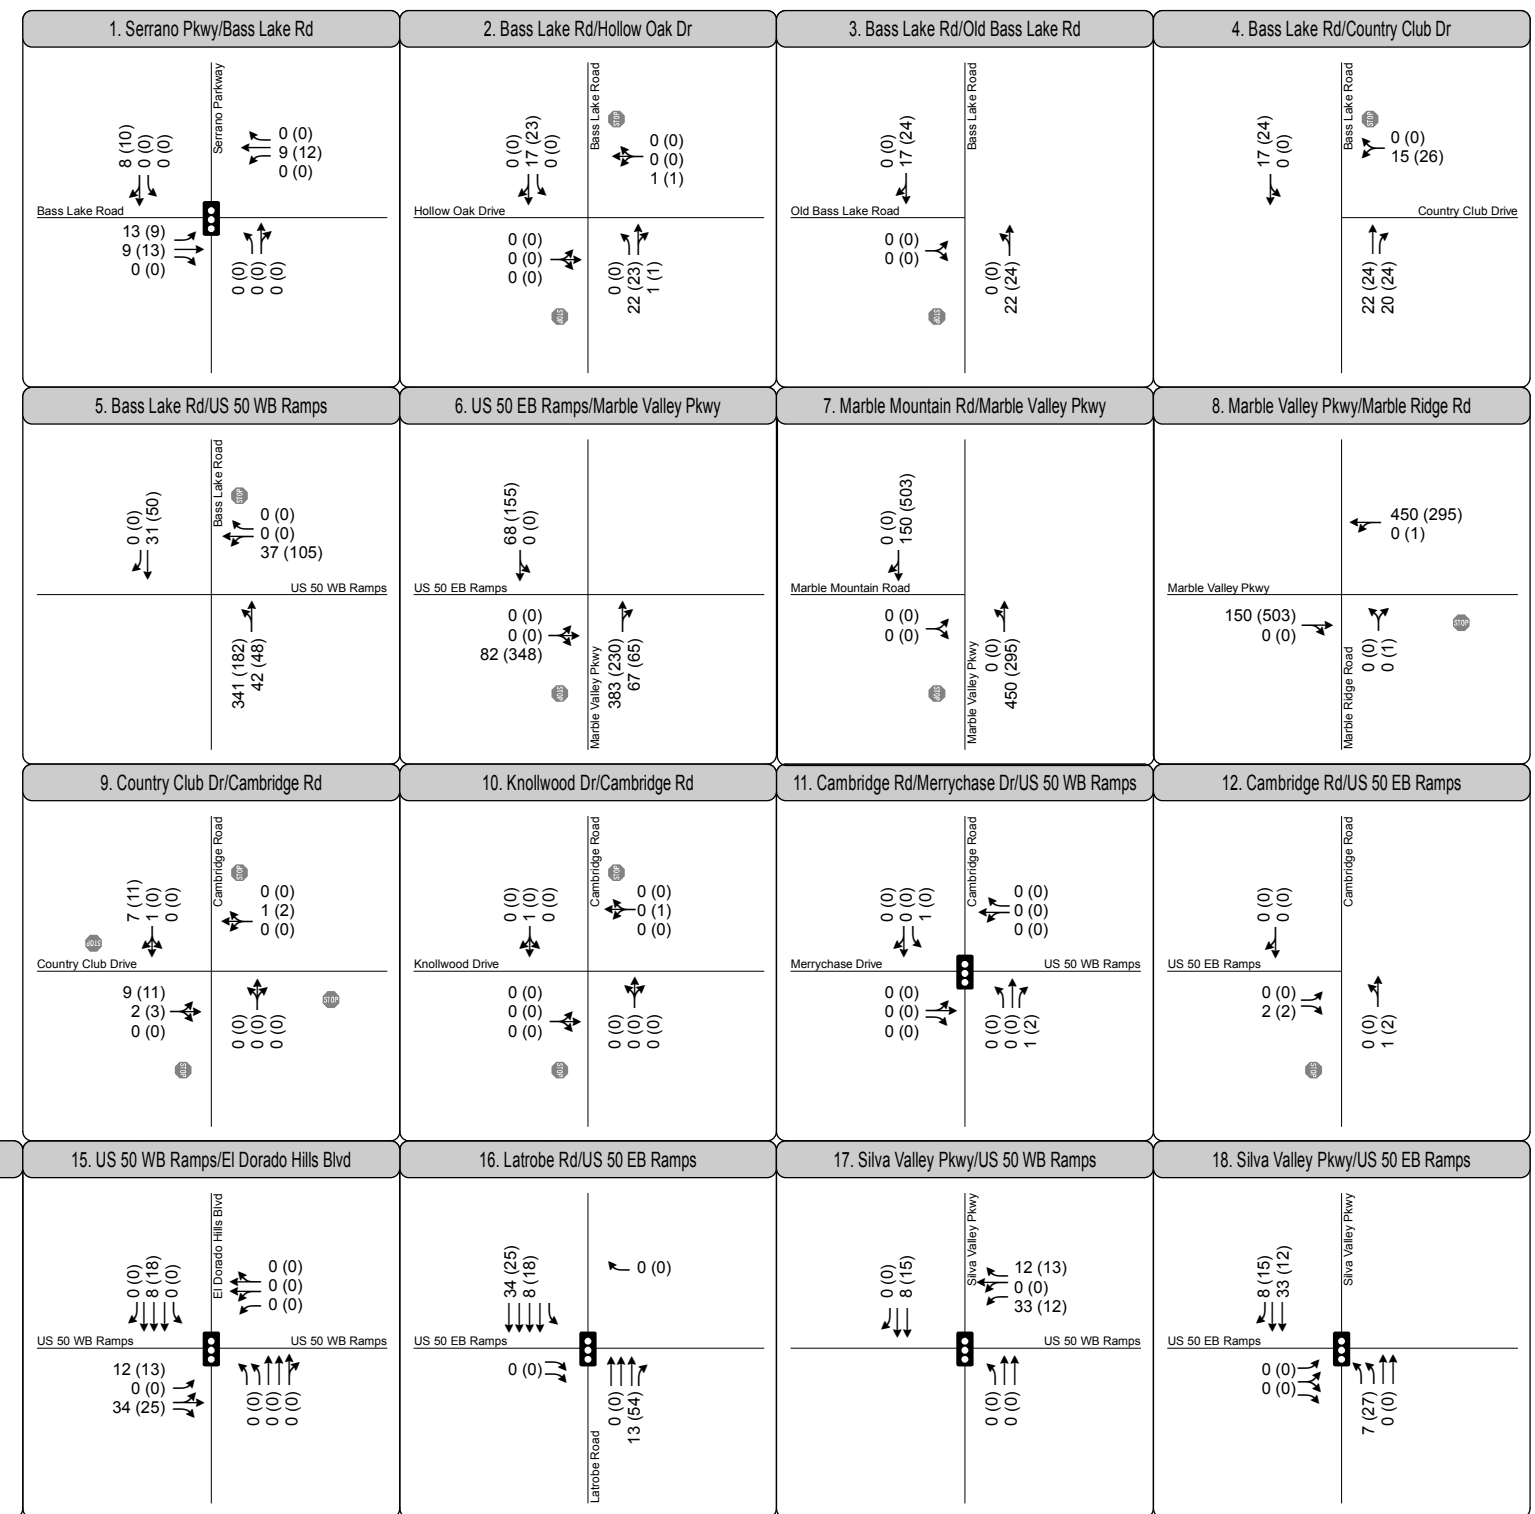 1. Serrano Pkwy/Bass Lake Rd
Serrano Parkway
8 (10)
0 (0)
0 (0)
0 (0)
9 (12)
0 (0)
Bass Lake Road
13 (9)
9 (13)
0 (0)
0 (0)
0 (0)
0 (0)
2. Bass Lake Rd/Hollow Oak Dr
Bass Lake Road
STOP
0 (0)
17 (23)
0 (0)
0 (0)
0 (0)
1 (1)
Hollow Oak Drive
0 (0)
0 (0)
0 (0)
0 (0)
22 (23)
1 (1)
STOP
3. Bass Lake Rd/Old Bass Lake Rd
Bass Lake Road
0 (0)
17 (24)
Old Bass Lake Road
0 (0)
0 (0)
0 (0)
22 (24)
STOP
4. Bass Lake Rd/Country Club Dr
Bass Lake Road
STOP
17 (24)
0 (0)
0 (0)
15 (26)
Country Club Drive
22 (24)
20 (24)
5. Bass Lake Rd/US 50 WB Ramps
Bass Lake Road
STOP
0 (0)
31 (50)
0 (0)
0 (0)
37 (105)
US 50 WB Ramps
341 (182)
42 (48)
6. US 50 EB Ramps/Marble Valley Pkwy
68 (155)
0 (0)
US 50 EB Ramps
0 (0)
0 (0)
82 (348)
STOP
Marble Valley Pkwy
383 (230)
67 (65)
7. Marble Mountain Rd/Marble Valley Pkwy
0 (0)
150 (503)
Marble Mountain Road
0 (0)
0 (0)
STOP
Marble Valley Pkwy
0 (0)
450 (295)
8. Marble Valley Pkwy/Marble Ridge Rd
450 (295)
0 (1)
Marble Valley Pkwy
150 (503)
0 (0)
Marble Ridge Road
0 (0)
0 (1)
STOP
9. Country Club Dr/Cambridge Rd
Cambridge Road
STOP
7 (11)
1 (0)
0 (0)
0 (0)
1 (2)
0 (0)
STOP
Country Club Drive
9 (11)
2 (3)
0 (0)
0 (0)
0 (0)
0 (0)
STOP
STOP
10. Knollwood Dr/Cambridge Rd
Cambridge Road
STOP
0 (0)
1 (0)
0 (0)
0 (0)
0 (1)
0 (0)
Knollwood Drive
0 (0)
0 (0)
0 (0)
0 (0)
0 (0)
0 (0)
STOP
11. Cambridge Rd/Merrychase Dr/US 50 WB Ramps
Cambridge Road
0 (0)
0 (0)
1 (0)
0 (0)
0 (0)
0 (0)
Merrychase Drive
US 50 WB Ramps
0 (0)
0 (0)
0 (0)
0 (0)
0 (0)
1 (2)
12. Cambridge Rd/US 50 EB Ramps
Cambridge Road
0 (0)
0 (0)
US 50 EB Ramps
0 (0)
2 (2)
0 (0)
1 (2)
STOP
15. US 50 WB Ramps/El Dorado Hills Blvd
El Dorado Hills Blvd
0 (0)
8 (18)
0 (0)
0 (0)
0 (0)
0 (0)
US 50 WB Ramps
US 50 WB Ramps
12 (13)
0 (0)
34 (25)
0 (0)
0 (0)
0 (0)
16. Latrobe Rd/US 50 EB Ramps
34 (25)
8 (18)
0 (0)
US 50 EB Ramps
0 (0)
Latrobe Road
0 (0)
13 (54)
17. Silva Valley Pkwy/US 50 WB Ramps
Silva Valley Pkwy
0 (0)
8 (15)
12 (13)
0 (0)
33 (12)
US 50 WB Ramps
0 (0)
0 (0)
18. Silva Valley Pkwy/US 50 EB Ramps
Silva Valley Pkwy
8 (15)
33 (12)
US 50 EB Ramps
0 (0)
0 (0)
7 (27)
0 (0)